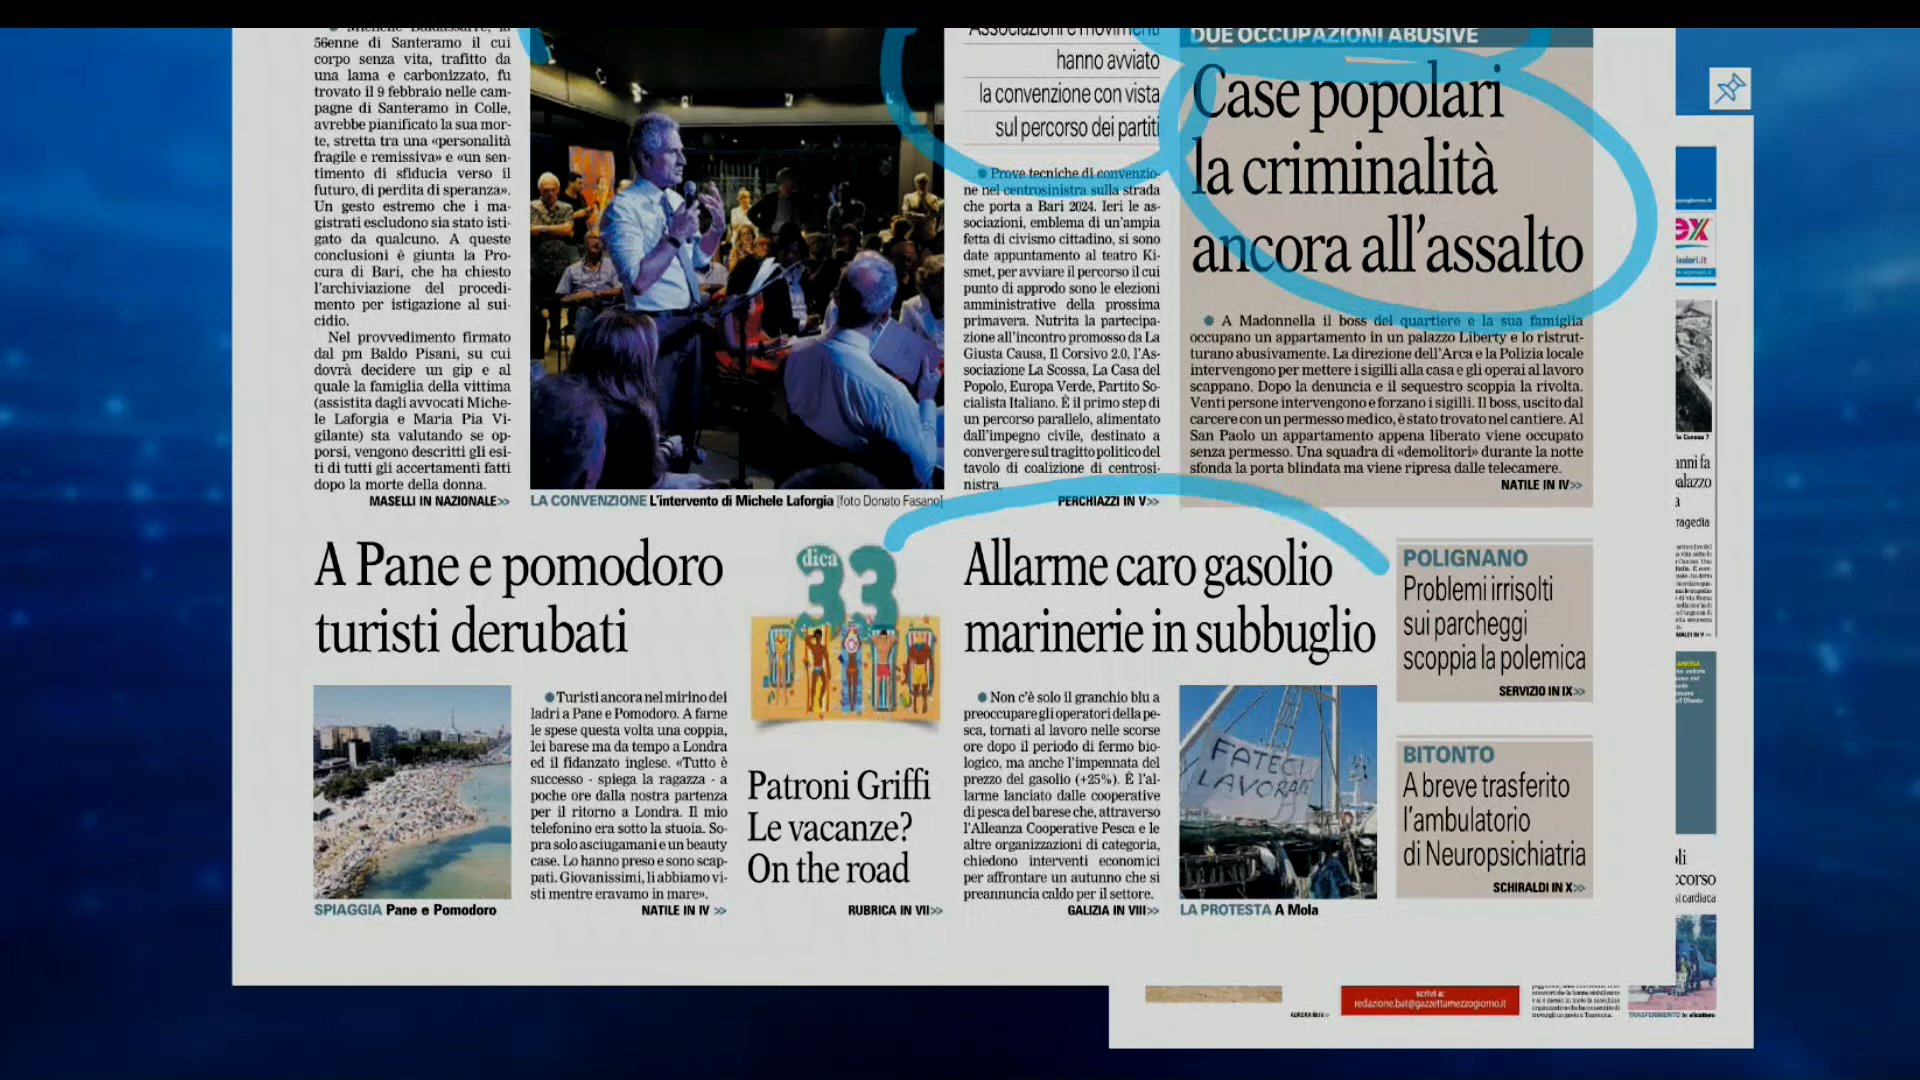 56enne di Santeramo il cui
corpo senza vita, trafitto da
una lama e carbonizzato, fu
trovato il 9 febbraio nelle cam-
pagne di Santeramo in Colle,
avrebbe pianificato la sua mor-
te, stretta tra una «personalità
fragile e remissiva» e «un sen-
timento di sfiducia verso il
futuro, di perdita di speranza».
Un gesto estremo che i ma-
gistrati escludono sia stato isti-
gato da qualcuno. A queste
conclusioni è giunta la Pro-
cura di Bari, che ha chiesto
l'archiviazione del procedi-
mento per istigazione al sui-
cidio.
Nel provvedimento firmato
dal pm Baldo Pisani, su cui
dovrà decidere un gip e al
quale la famiglia della vittima
(assistita dagli avvocati Miche-
le Laforgia e Maria Pia Vi-
gilante) sta valutando se op-
porsi, vengono descritti gli esi-
ti di tutti gli accertamenti fatti
dopo la morte della donna.
MASELLI IN NAZIONALE>>
LA CONVENZIONE L'intervento di Michele Laforgia [foto Donato Fasano]
Associazioni e movimenti
hanno avviato
la convenzione con vista
sul percorso dei partiti
Prove tecniche di convenzio-
ne nel centrosinistra sulla strada
che porta a Bari 2024. Ieri le as-
sociazioni, emblema di un'ampia
fetta di civismo cittadino, si sono
date appuntamento al teatro Ki-
smet, per avviare il percorso il cui
punto di approdo sono le elezioni
amministrative della prossima
primavera. Nutrita la partecipa-
zione all'incontro promosso da La
Giusta Causa, Il Corsivo 2.0, l'As-
sociazione La Scossa, La Casa del
Popolo, Europa Verde, Partito So-
cialista Italiano. È il primo step di
un percorso parallelo, alimentato
dall'impegno civile, destinato a
convergere sul tragitto politico del
tavolo di coalizione di centrosi-
nistra.
PERCHIAZZI IN V>>
DUE OCCUPAZIONI ABUSIVE
Case popolari
la criminalità
ancora all'assalto
A Madonnella il boss del quartiere e la sua famiglia
occupano un appartamento in un palazzo Liberty e lo ristrut-
turano abusivamente. La direzione dell'Arca e la Polizia locale
intervengono per mettere i sigilli alla casa e gli operai al lavoro
scappano. Dopo la denuncia e il sequestro scoppia la rivolta.
Venti persone intervengono e forzano i sigilli. Il boss, uscito dal
carcere con un permesso medico, è stato trovato nel cantiere. Al
San Paolo un appartamento appena liberato viene occupato
senza permesso. Una squadra di «demolitori» durante la notte
sfonda la porta blindata ma viene ripresa dalle telecamere.
NATILE IN IV>>
A Pane e pomodoro
turisti derubati
SPIAGGIA Pane e Pomodoro
Turisti ancora nel mirino dei
ladri a Pane e Pomodoro. A farne
le spese questa volta una coppia,
lei barese ma da tempo a Londra
ed il fidanzato inglese. «Tutto è
successo - spiega la ragazza - a
poche ore dalla nostra partenza
per il ritorno a Londra. Il mio
telefonino era sotto la stuoia. So-
pra solo asciugamani e un beauty
case. Lo hanno preso e sono scap-
pati. Giovanissimi, li abbiamo vi-
sti mentre eravamo in mare».
NATILE IN IV >>
dica
33
Patroni Griffi
Le vacanze?
On the road
RUBRICA IN VII>>
Allarme caro gasolio
marinerie in subbuglio
Non c'è solo il granchio blu a
preoccupare gli operatori della pe-
sca, tornati al lavoro nelle scorse
ore dopo il periodo di fermo bio-
logico, ma anche l'impennata del
prezzo del gasolio (+25%). È l'al-
larme lanciato dalle cooperative
di pesca del barese che, attraverso
l'Alleanza Cooperative Pesca e le
altre organizzazioni di categoria,
chiedono interventi economici
per affrontare un autunno che si
preannuncia caldo per il settore.
GALIZIA IN VIII>>
FATECI
LAVORARE
LA PROTESTA A Mola
POLIGNANO
Problemi irrisolti
sui parcheggi
scoppia la polemica
SERVIZIO IN IX>>
BITONTO
A breve trasferito
l'ambulatorio
di Neuropsichiatria
SCHIRALDI IN X>>
anni fa
ragedia
scrivi a:
redazione.bat@gazzettamezzogiorno.it
TRASFERIMENTO In elicottero